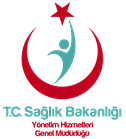 T.C. Sağlık Bakanlığı
Yönetim Hizmetleri
Genel Müdürlüğü